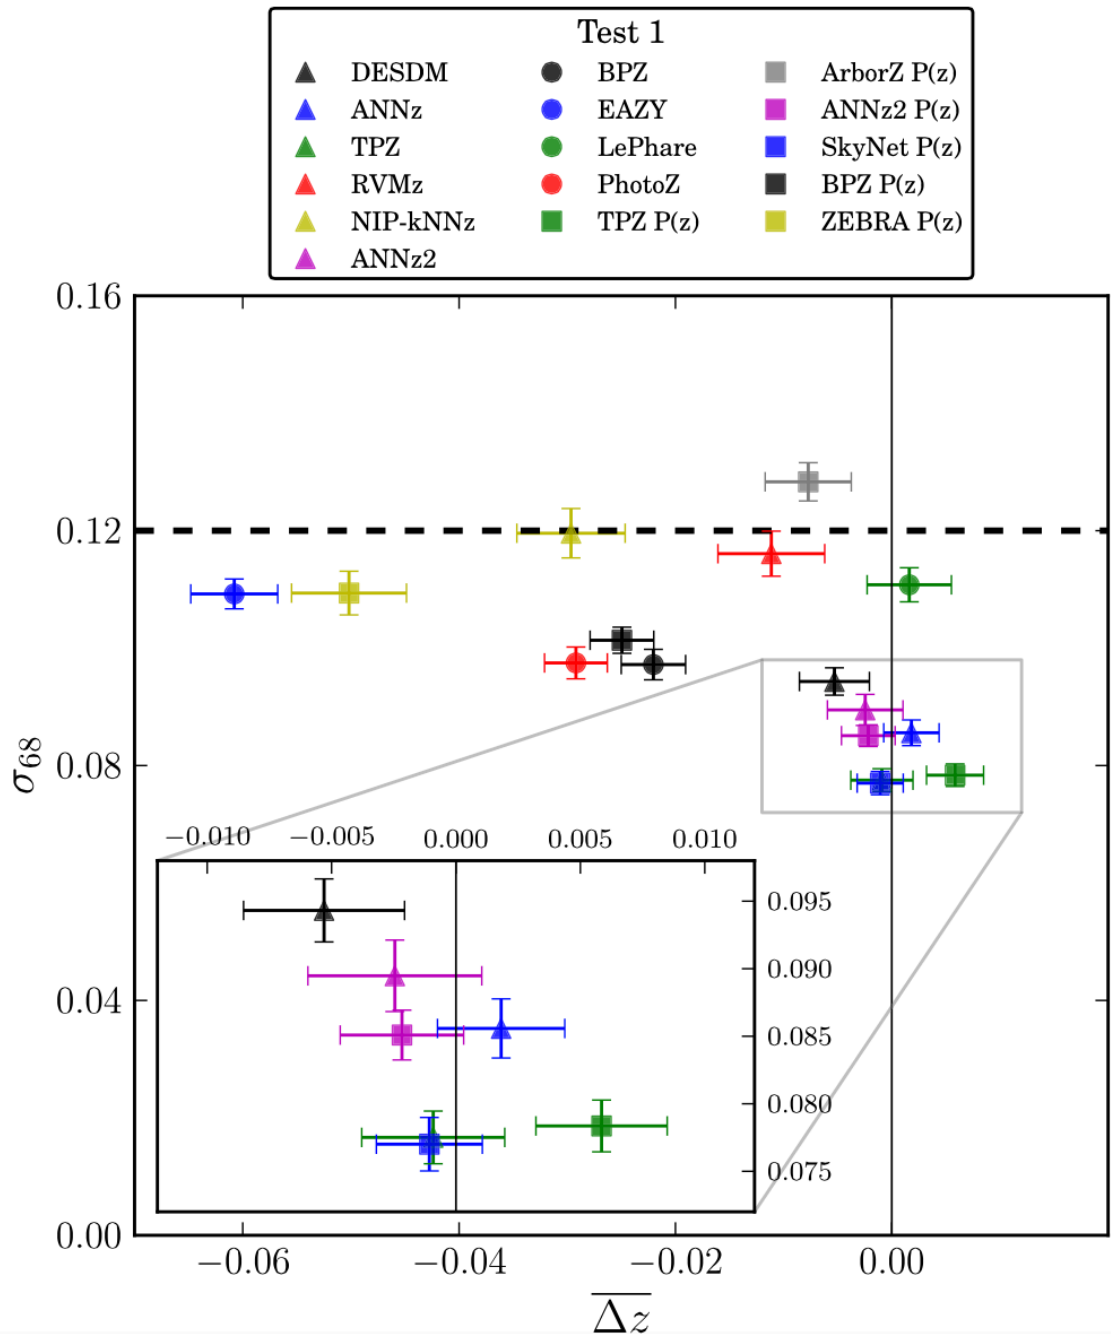 Test 1
DESDM BPZ ArborZ P(z)
ANNz EAZY ANNz2 P(z)
TPZ LePhare SkyNet P(z)
RVMz PhotoZ BPZ P(z)
NIP-kNNz TPZ P(z) ZEBRA P(z)
ANNz2
0.16
0.12
0.08
σ68
−0.010 −0.005 0.000 0.005 0.010
0.095
0.090
0.04
0.085
0.080
0.075
0.00
−0.06 −0.04 −0.02 0.00
Δz